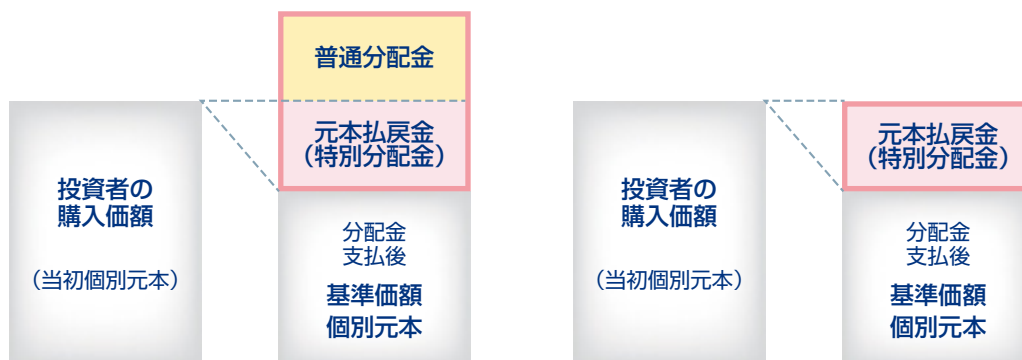 普通分配金
元本払戻金
（特別分配金）
投資者の
購入価額
（当初個別元本）
分配金
支払後
基準価額
個別元本
元本払戻金
（特別分配金）
投資者の
購入価額
（当初個別元本）
分配金
支払後
基準価額
個別元本